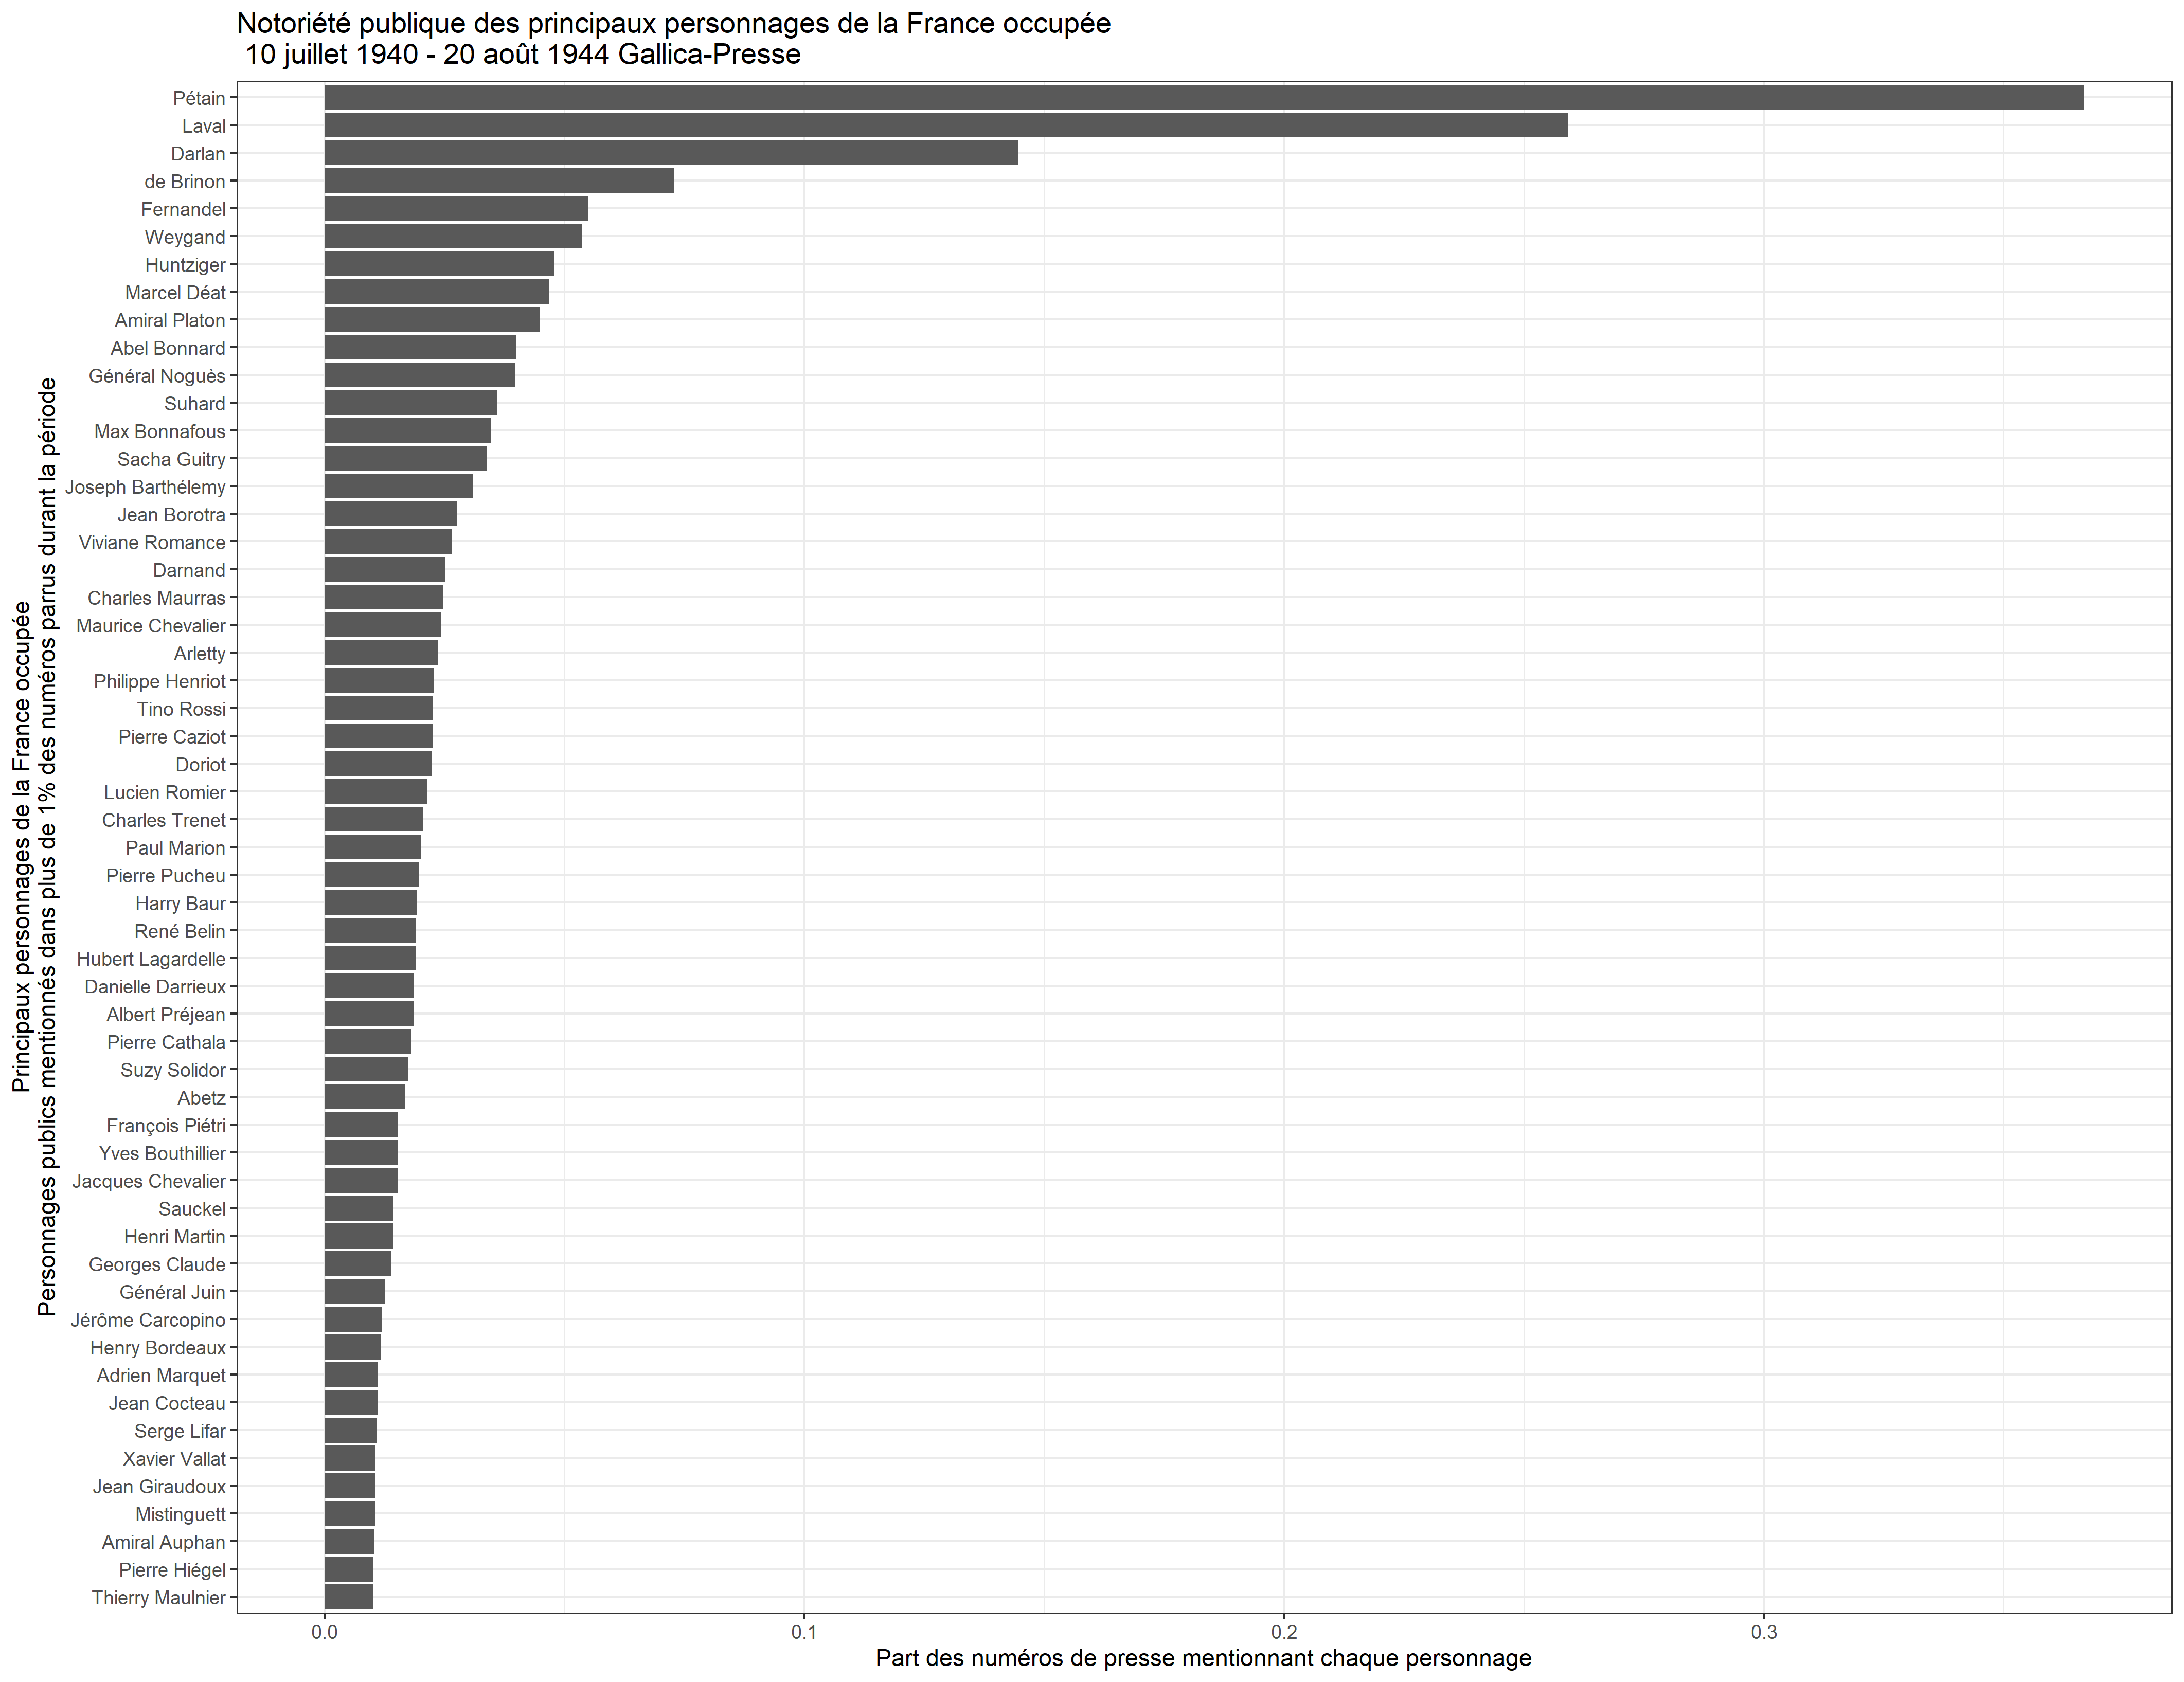 Notoriété publique des principaux personnages de la France occupée
10 juillet 1940 - 20 août 1944 Gallica-Presse
Principaux personnages de la France occupée
Personnages publics mentionnés dans plus de 1% des numéros parrus durant la période
Pétain
Laval
Darlan
de Brinon
Fernandel
Weygand
Huntziger
Marcel Déat
Amiral Platon
Abel Bonnard
Général Noguès
Suhard
Max Bonnafous
Sacha Guitry
Joseph Barthélemy
Jean Borotra
Viviane Romance
Darnand
Charles Maurras
Maurice Chevalier
Arletty
Philippe Henriot
Tino Rossi
Pierre Caziot
Doriot
Lucien Romier
Charles Trenet
Paul Marion
Pierre Pucheu
Harry Baur
René Belin
Hubert Lagardelle
Danielle Darrieux
Albert Préjean
Pierre Cathala
Suzy Solidor
Abetz
François Piétri
Yves Bouthillier
Jacques Chevalier
Sauckel
Henri Martin
Georges Claude
Général Juin
Jérôme Carcopino
Henry Bordeaux
Adrien Marquet
Jean Cocteau
Serge Lifar
Xavier Vallat
Jean Giraudoux
Mistinguett
Amiral Auphan
Pierre Hiégel
Thierry Maulnier
0.0 0.1 0.2 0.3
Part des numéros de presse mentionnant chaque personnage